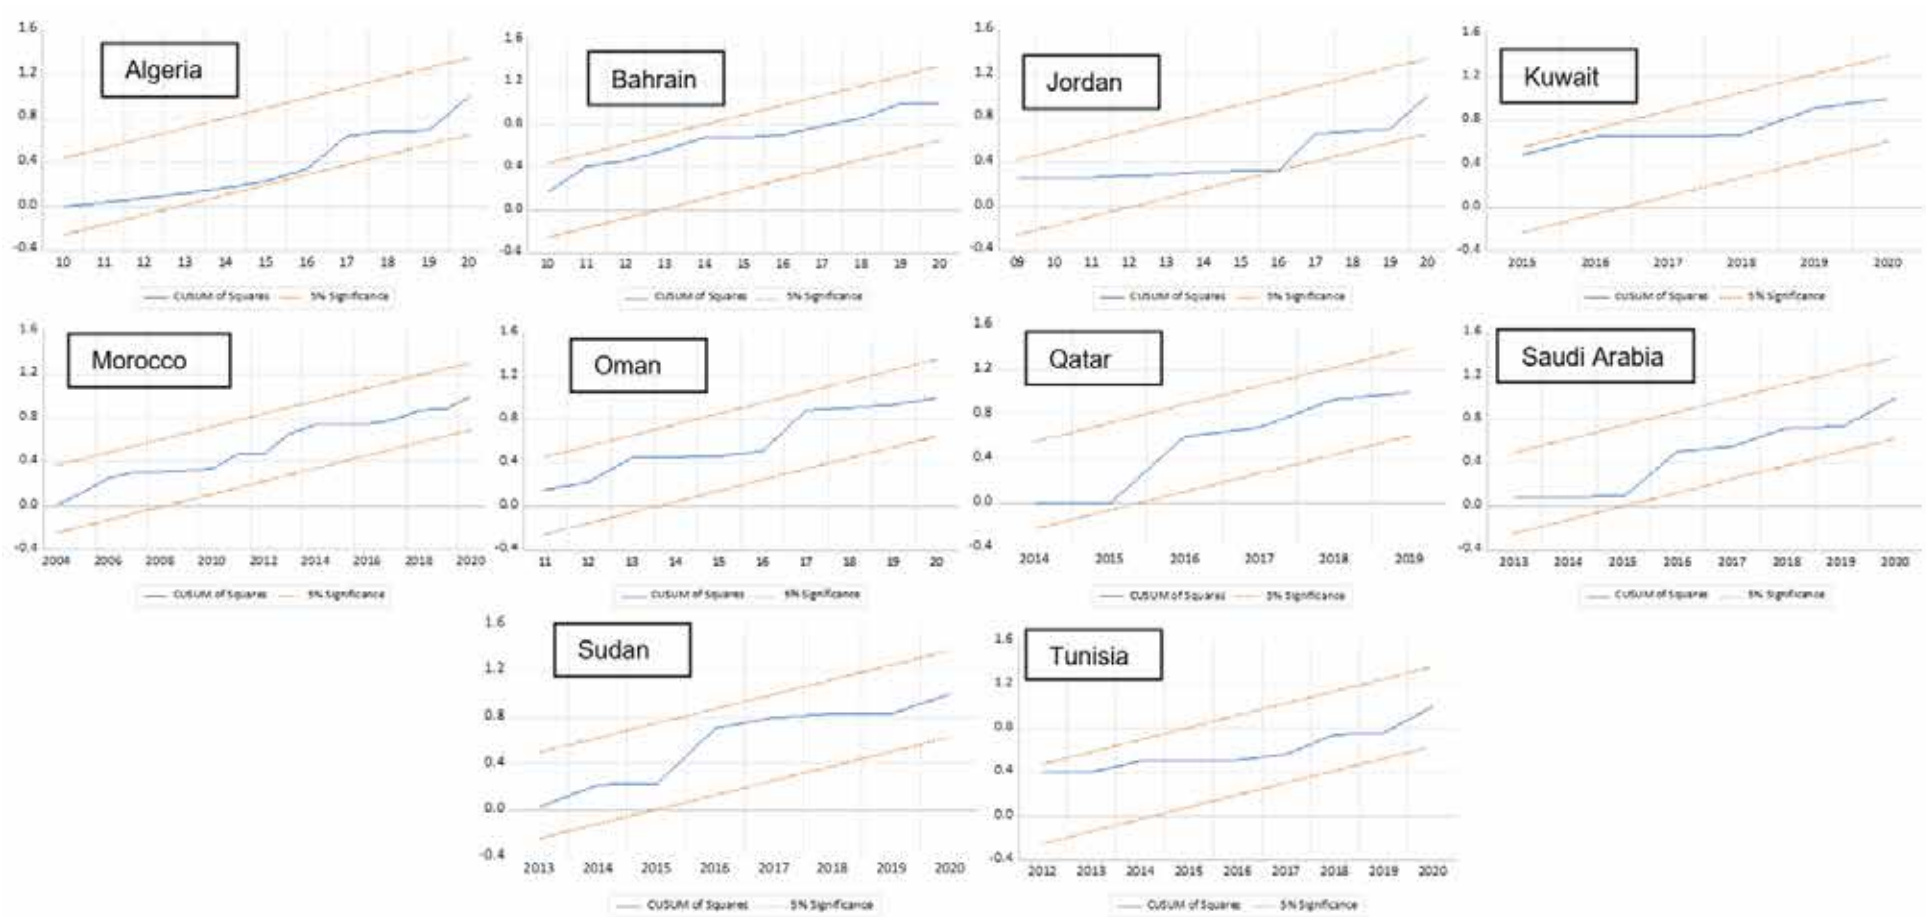 Algeria
1.6
1.2
0.8
0.4
0.0
-0.4
10 11 12 13 14 15 16 17 18 19 20
CUSUM of Squares 5% Significance
Bahrain
1.6
1.2
0.8
0.4
0.0
-0.4
10 11 12 13 14 15 16 17 18 19 20
CUSUM of Squares 5% Significance
Jordan
1.6
1.2
0.8
0.4
0.0
-0.4
09 10 11 12 13 14 15 16 17 18 19 20
CUSUM of Squares 5% Significance
Kuwait
1.6
1.2
0.8
0.4
0.0
-0.4
2015 2016 2017 2018 2019 2020
CUSUM of Squares 5% Significance
Morocco
1.6
1.2
0.8
0.4
0.0
-0.4
2004 2006 2008 2010 2012 2014 2016 2018 2020
CUSUM of Squares 5% Significance
Oman
1.6
1.2
0.8
0.4
0.0
-0.4
11 12 13 14 15 16 17 18 19 20
CUSUM of Squares 5% Significance
Qatar
1.6
1.2
0.8
0.4
0.0
-0.4
2014 2015 2016 2017 2018 2019
CUSUM of Squares 5% Significance
Saudi Arabia
1.6
1.2
0.8
0.4
0.0
-0.4
2013 2014 2015 2016 2017 2018 2019 2020
CUSUM of Squares 5% Significance
Sudan
1.6
1.2
0.8
0.4
0.0
-0.4
2013 2014 2015 2016 2017 2018 2019 2020
CUSUM of Squares 5% Significance
Tunisia
1.6
1.2
0.8
0.4
0.0
-0.4
2012 2013 2014 2015 2016 2017 2018 2019 2020
CUSUM of Squares 5% Significance